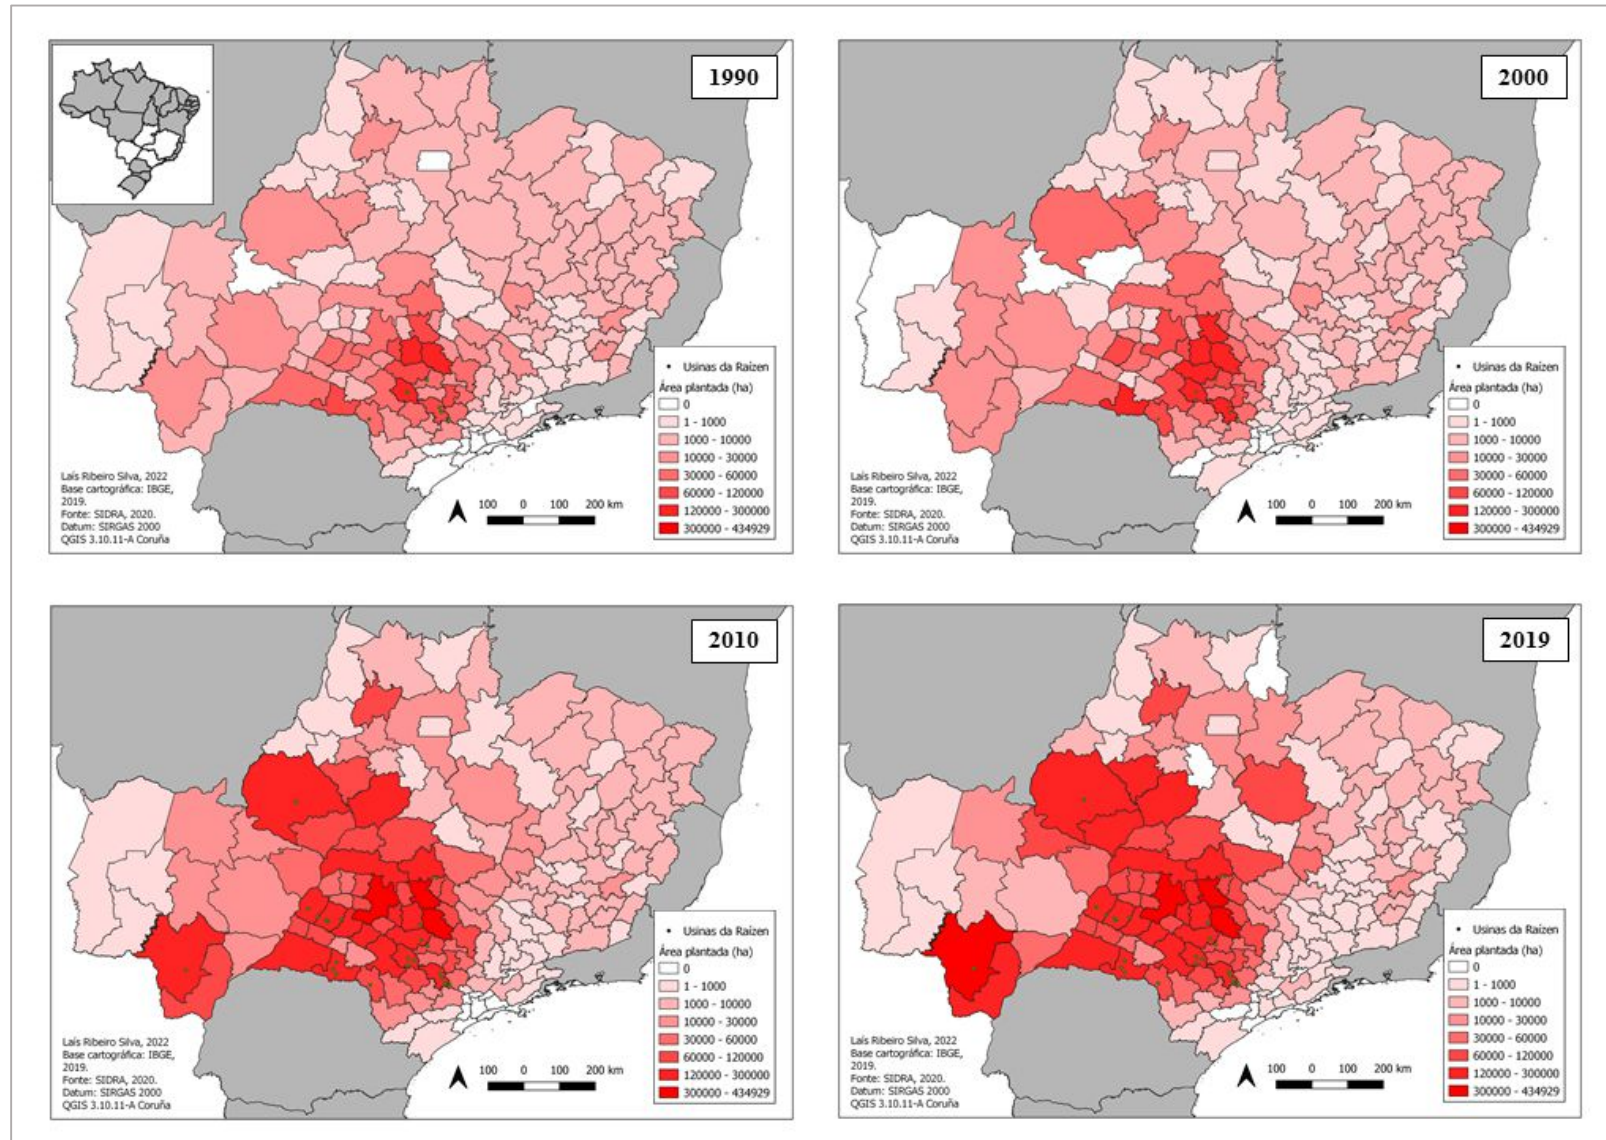 1990
Usinas da Raízen
Área plantada (ha)
0
1 - 1000
1000 - 10000
10000 - 30000
30000 - 60000
60000 - 120000
120000 - 300000
300000 - 434929
Laís Ribeiro Silva, 2022
Base cartográfica: IBGE,
2019.
Fonte: SIDRA, 2020.
Datum: SIRGAS 2000
QGIS 3.10.11-A Coruña
100 0 100 200 km
2000
Usinas da Raízen
Área plantada (ha)
0
1 - 1000
1000 - 10000
10000 - 30000
30000 - 60000
60000 - 120000
120000 - 300000
300000 - 434929
Laís Ribeiro Silva, 2022
Base cartográfica: IBGE,
2019.
Fonte: SIDRA, 2020.
Datum: SIRGAS 2000
QGIS 3.10.11-A Coruña
100 0 100 200 km
2010
Usinas da Raízen
Área plantada (ha)
0
1 - 1000
1000 - 10000
10000 - 30000
30000 - 60000
60000 - 120000
120000 - 300000
300000 - 434929
Laís Ribeiro Silva, 2022
Base cartográfica: IBGE,
2019.
Fonte: SIDRA, 2020.
Datum: SIRGAS 2000
QGIS 3.10.11-A Coruña
100 0 100 200 km
2019
Usinas da Raízen
Área plantada (ha)
0
1 - 1000
1000 - 10000
10000 - 30000
30000 - 60000
60000 - 120000
120000 - 300000
300000 - 434929
Laís Ribeiro Silva, 2022
Base cartográfica: IBGE,
2019.
Fonte: SIDRA, 2020.
Datum: SIRGAS 2000
QGIS 3.10.11-A Coruña
100 0 100 200 km